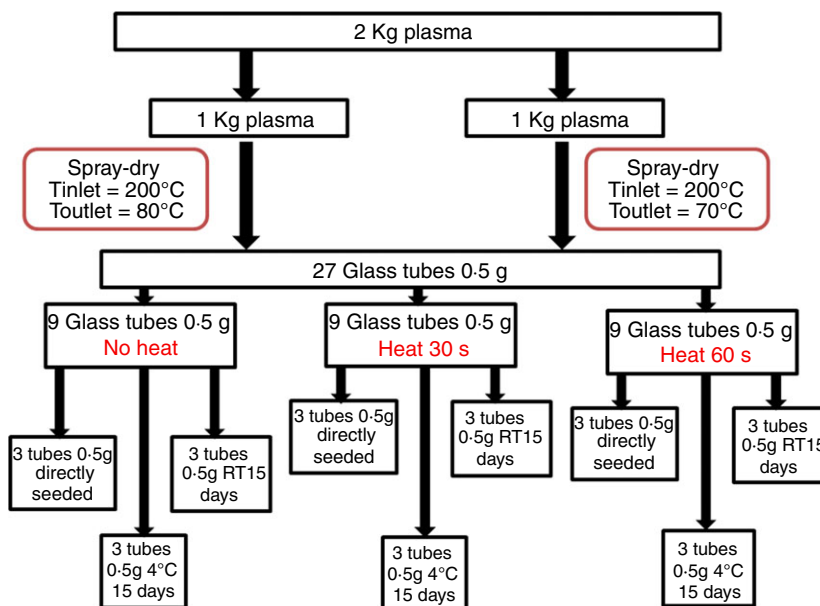 2 Kg plasma
1 Kg plasma
1 Kg plasma
Spray-dry
Tinlet = 200°C
Toutlet = 80°C
Spray-dry
Tinlet = 200°C
Toutlet = 70°C
27 Glass tubes 0·5 g
9 Glass tubes 0·5 g
No heat
9 Glass tubes 0·5 g
Heat 30 s
9 Glass tubes 0·5 g
Heat 60 s
3 tubes 0·5g
directly
seeded
3 tubes
0·5g 4°C
15 days
3 tubes
0·5g RT15
days
3 tubes 0·5g
directly
seeded
3 tubes
0·5g 4°C
15 days
3 tubes
0·5g RT15
days
3 tubes 0·5g
directly
seeded
3 tubes
0·5g 4°C
15 days
3 tubes
0·5g RT15
days